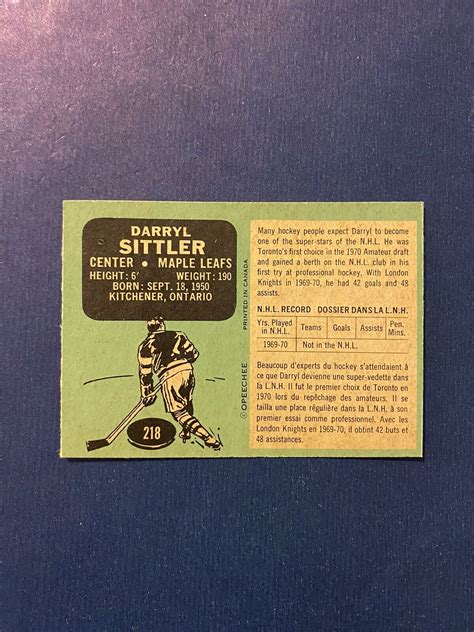 DARRYL
SITTLER
CENTER • MAPLE LEAFS
HEIGHT: 6' WEIGHT: 190
BORN: SEPT. 18, 1950
KITCHENER, ONTARIO
218
© OPEECHEE PRINTED IN CANADA
Many hockey people expect Darryl to become
one of the super-stars of the N.H.L. He was
Toronto's first choice in the 1970 Amateur draft
and gained a berth on the N.H.L. club in his
first try at professional hockey. With London
Knights in 1969-70, he had 42 goals and 48
assists.
N.H.L. RECORD DOSSIER DANS LA L.N.H.
Yrs. Played in N.H.L. Teams Goals Assists Pen. Mins.
1969-70 Not in the N.H.L.
Beaucoup d'experts du hockey s'attendaient à
ce que Darryl devienne une super-vedette dans
la L.N.H. Il fut le premier choix de Toronto en
1970 lors du repêchage des amateurs. Il se
tailla une place régulière dans la L.N.H. à son
premier essai comme professionnel. Avec les
London Knights en 1969-70, il obtint 42 buts et
48 assists.